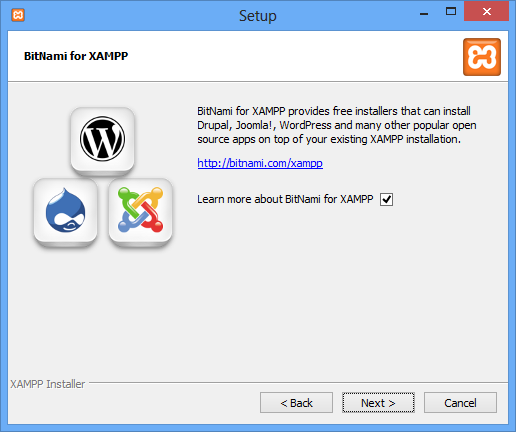 Setup
BitNami for XAMPP
BitNami for XAMPP provides free installers that can install
Drupal, Joomla!, WordPress and many other popular open
source apps on top of your existing XAMPP installation.
http://bitnami.com/xampp
Learn more about BitNami for XAMPP
XAMPP Installer
< Back
Next >
Cancel